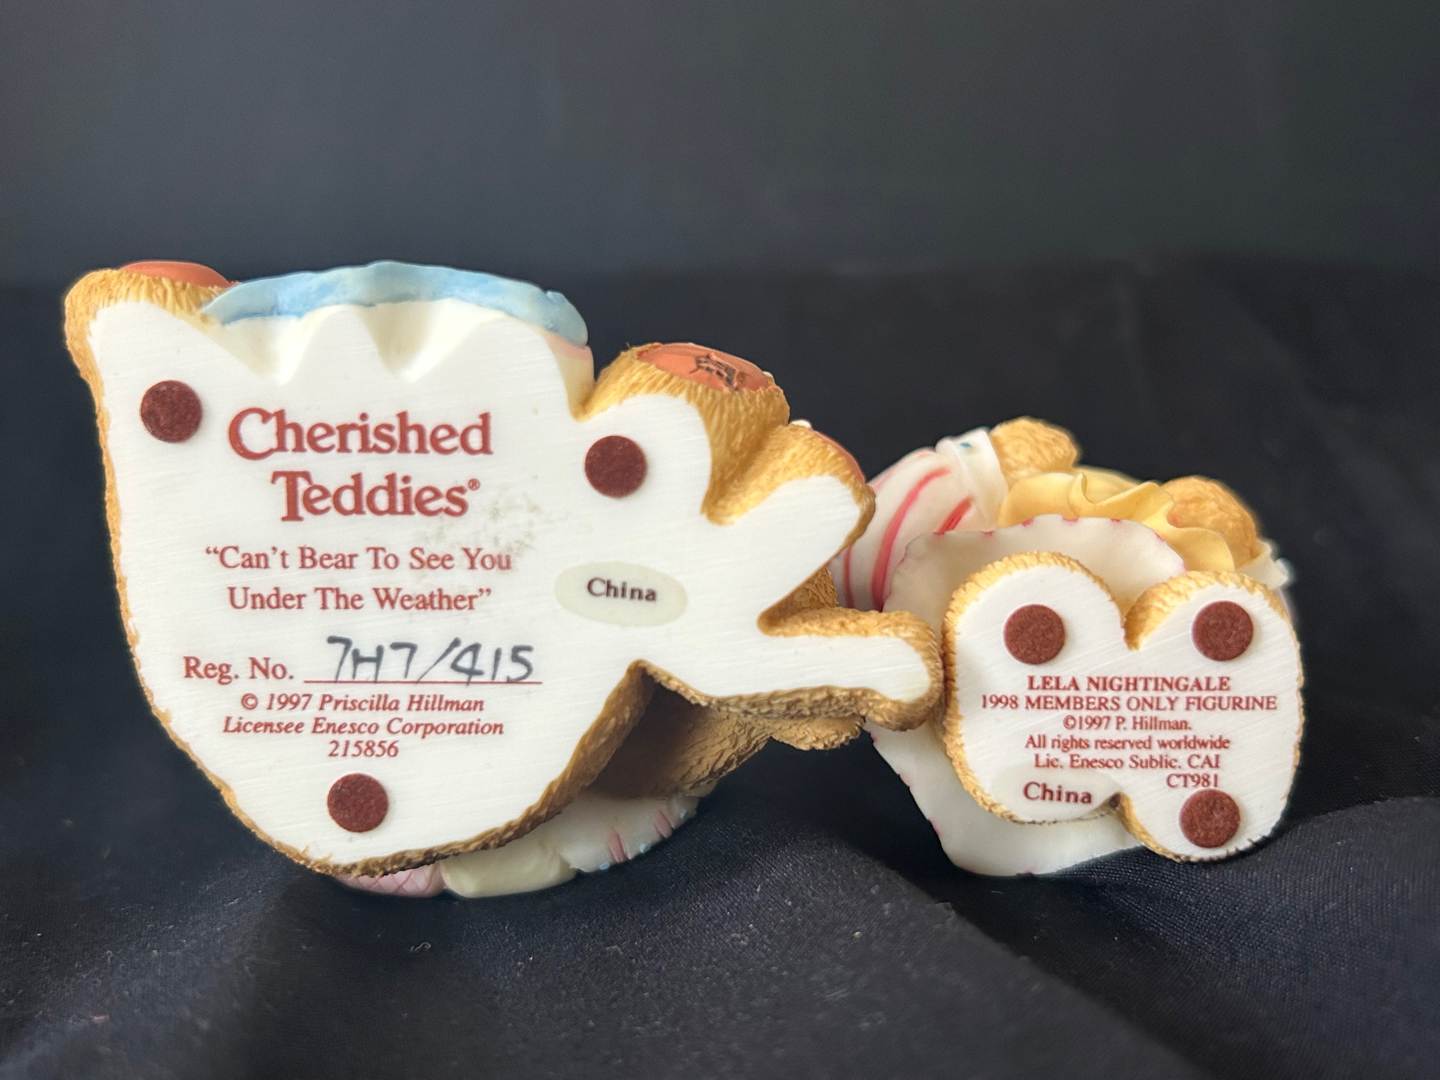 Cherished
Teddies®
“Can’t Bear To See You
Under The Weather”
Reg. No. 7H7/415
© 1997 Priscilla Hillman
Licensee Enesco Corporation
215856
China
LELA NIGHTINGALE
1998 MEMBERS ONLY FIGURINE
©1997 P. Hillman.
All rights reserved worldwide
Lic. Enesco Sublic. CAI
CT981
China